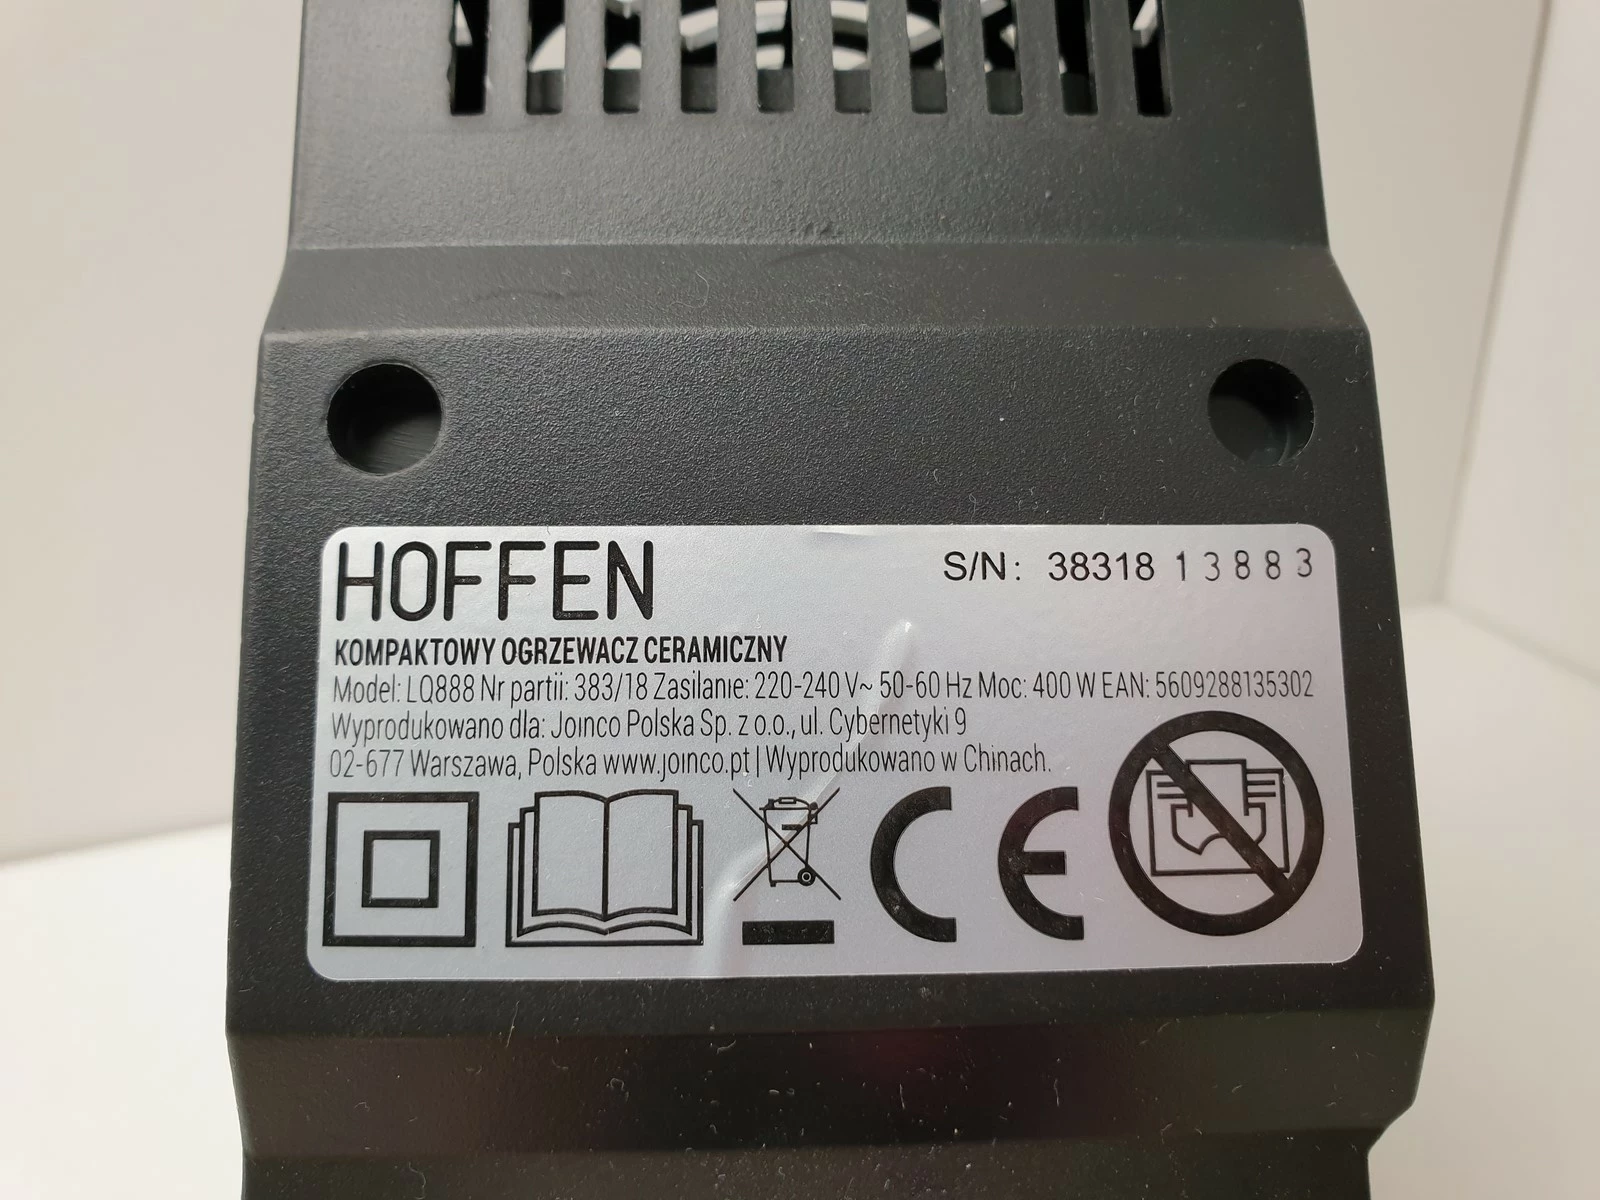 HOFFEN
S/N: 38318 13883
KOMPAKTOWY OGRZEWACZ CERAMICZNY
Model: LQ888 Nr partii: 383/18 Zasilanie: 220-240 V~ 50-60 Hz Moc: 400 W EAN: 5609288135302
Wyprodukowano dla: Joinco Polska Sp. z o.o., ul. Cybernetyki 9
02-677 Warszawa, Polska www.joinco.pt | Wyprodukowano w Chinach.
CE